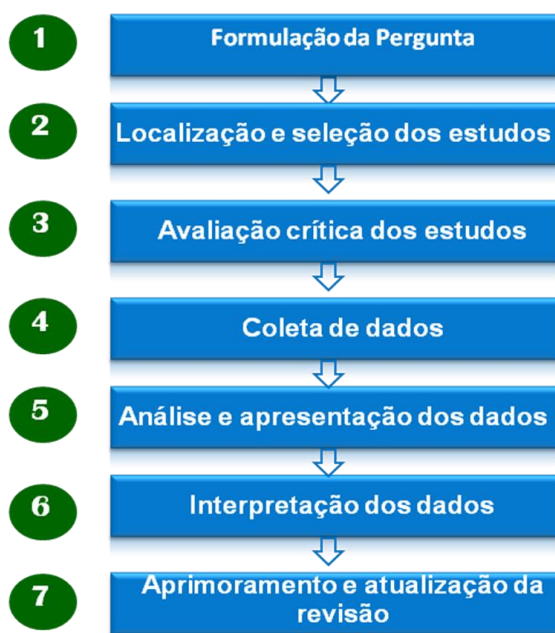 1
Formulação da Pergunta
2
Localização e seleção dos estudos
3
Avaliação crítica dos estudos
4
Coleta de dados
5
Análise e apresentação dos dados
6
Interpretação dos dados
7
Aprimoramento e atualização da
revisão